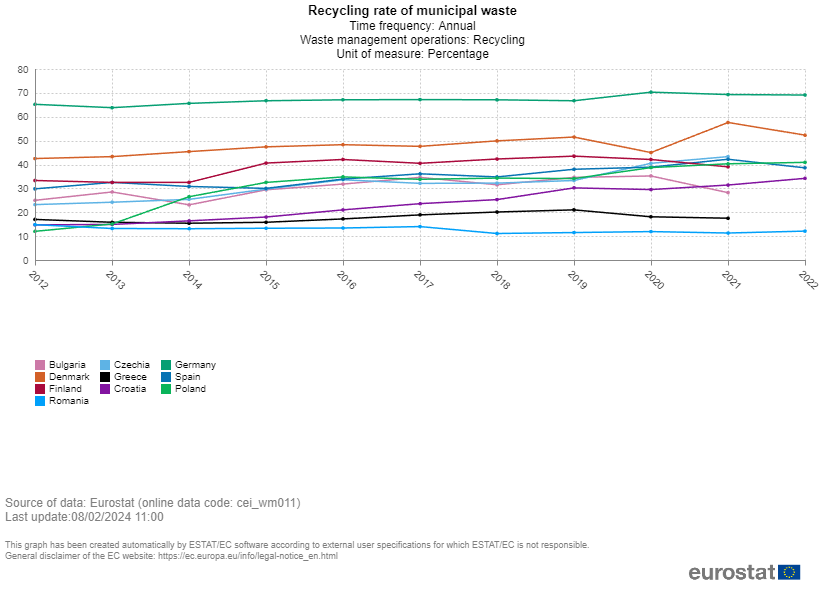 Recycling rate of municipal waste
Time frequency: Annual
Waste management operations: Recycling
Unit of measure: Percentage
80
70
60
50
40
30
20
10
0
2012 2013 2014 2015 2016 2017 2018 2019 2020 2021 2022
Bulgaria Czechia Germany
Denmark Greece Spain
Finland Croatia Poland
Romania
Source of data: Eurostat (online data code: cei_wm011)
Last update:08/02/2024 11:00
This graph has been created automatically by ESTAT/EC software according to external user specifications for which ESTAT/EC is not responsible.
General disclaimer of the EC website: https://ec.europa.eu/info/legal-notice_en.html
eurostat